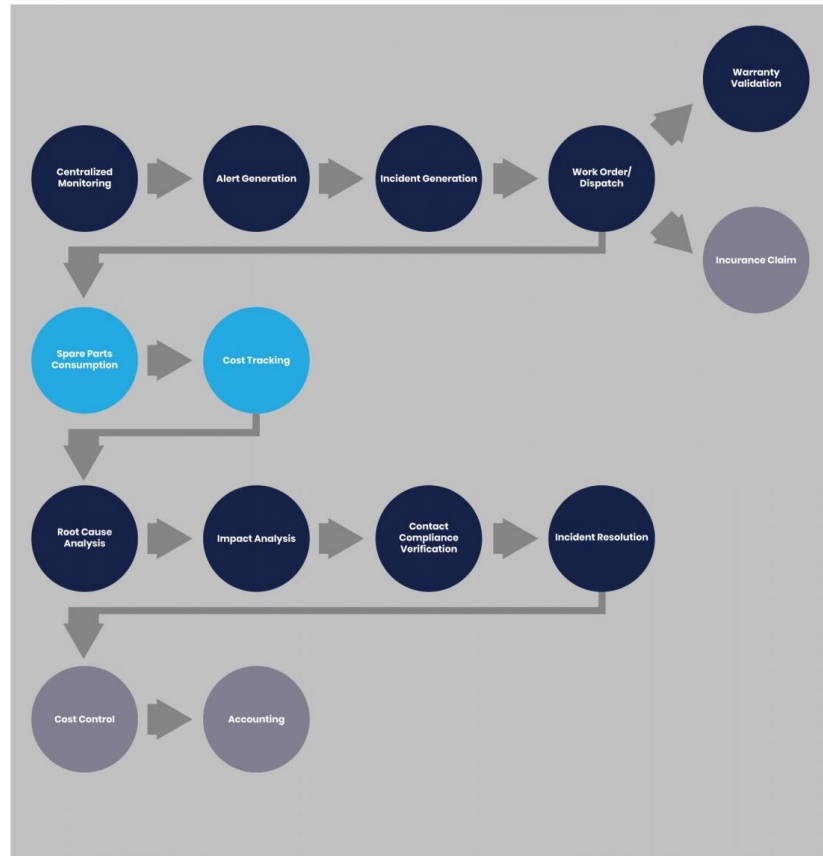 Warranty
Validation
Centralized
Monitoring
Alert Generation
Incident Generation
Work Order/
Dispatch
Incurance Claim
Spare Parts
Consumption
Cost Tracking
Root Cause
Analysis
Impact Analysis
Contact
Compliance
Verification
Incident Resolution
Cost Control
Accounting